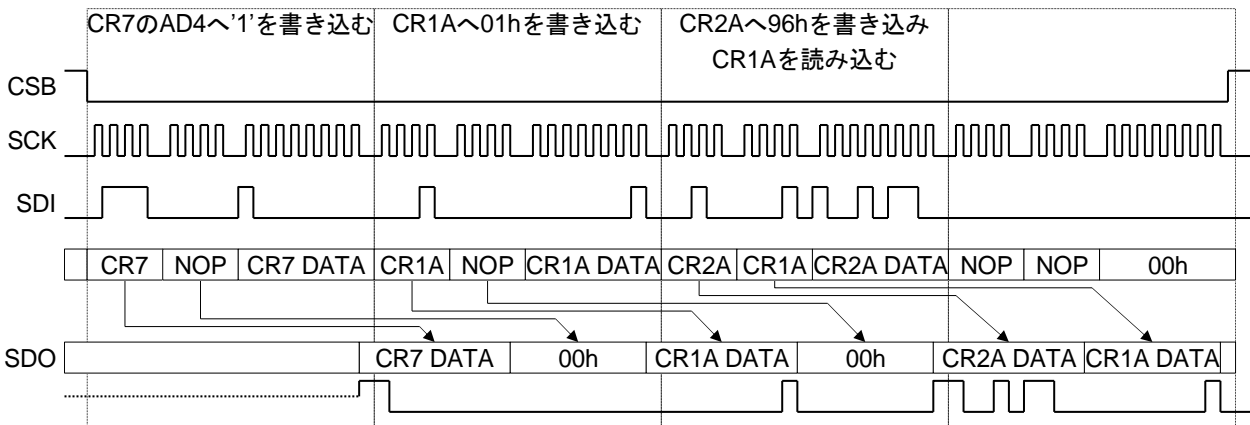 CR7のAD4へ'1'を書き込む CR1Aへ01hを書き込む CR2Aへ96hを書き込み
CR1Aを読み込む
CSB
SCK
SDI
CR7 NOP CR7 DATA CR1A NOP CR1A DATA CR2A CR1A CR2A DATA NOP NOP 00h
SDO CR7 DATA 00h CR1A DATA 00h CR2A DATA CR1A DATA